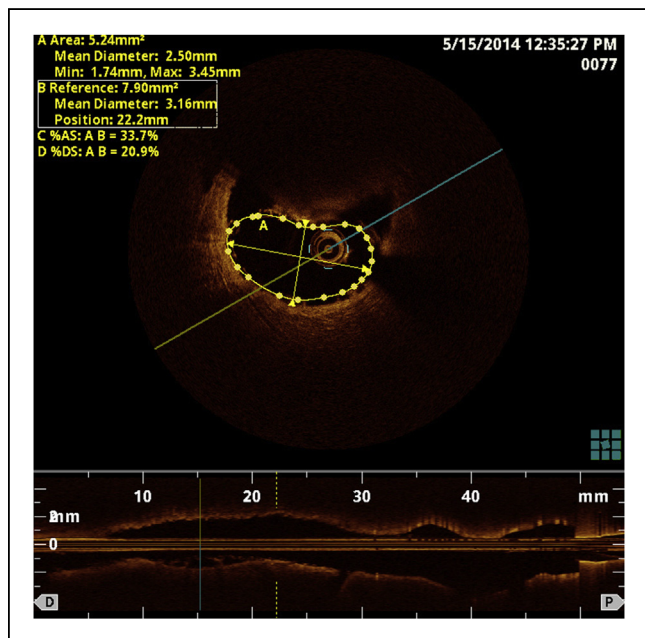 A Area: 5.24mm²
Mean Diameter: 2.50mm
Min: 1.74mm, Max: 3.45mm
B Reference: 7.90mm²
Mean Diameter: 3.16mm
Position: 22.2mm
C %AS: A B = 33.7%
D %DS: A B = 20.9%
5/15/2014 12:35:27 PM
0077
A
10 20 30 40 mm
2 mm
0
D P